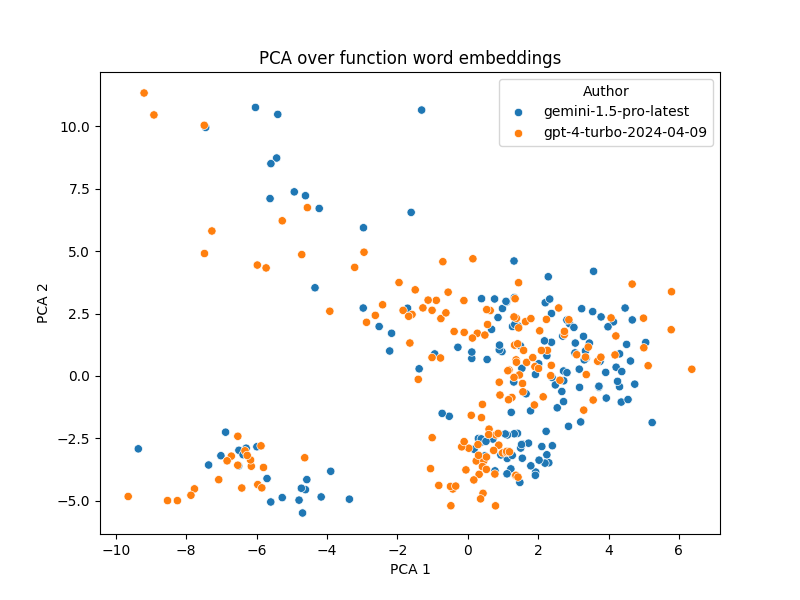 PCA over function word embeddings
Author
gemini-1.5-pro-latest
gpt-4-turbo-2024-04-09
10.0
7.5
5.0
2.5
0.0
−2.5
−5.0
PCA 2
−10
−8
−6
−4
−2
0
2
4
6
PCA 1